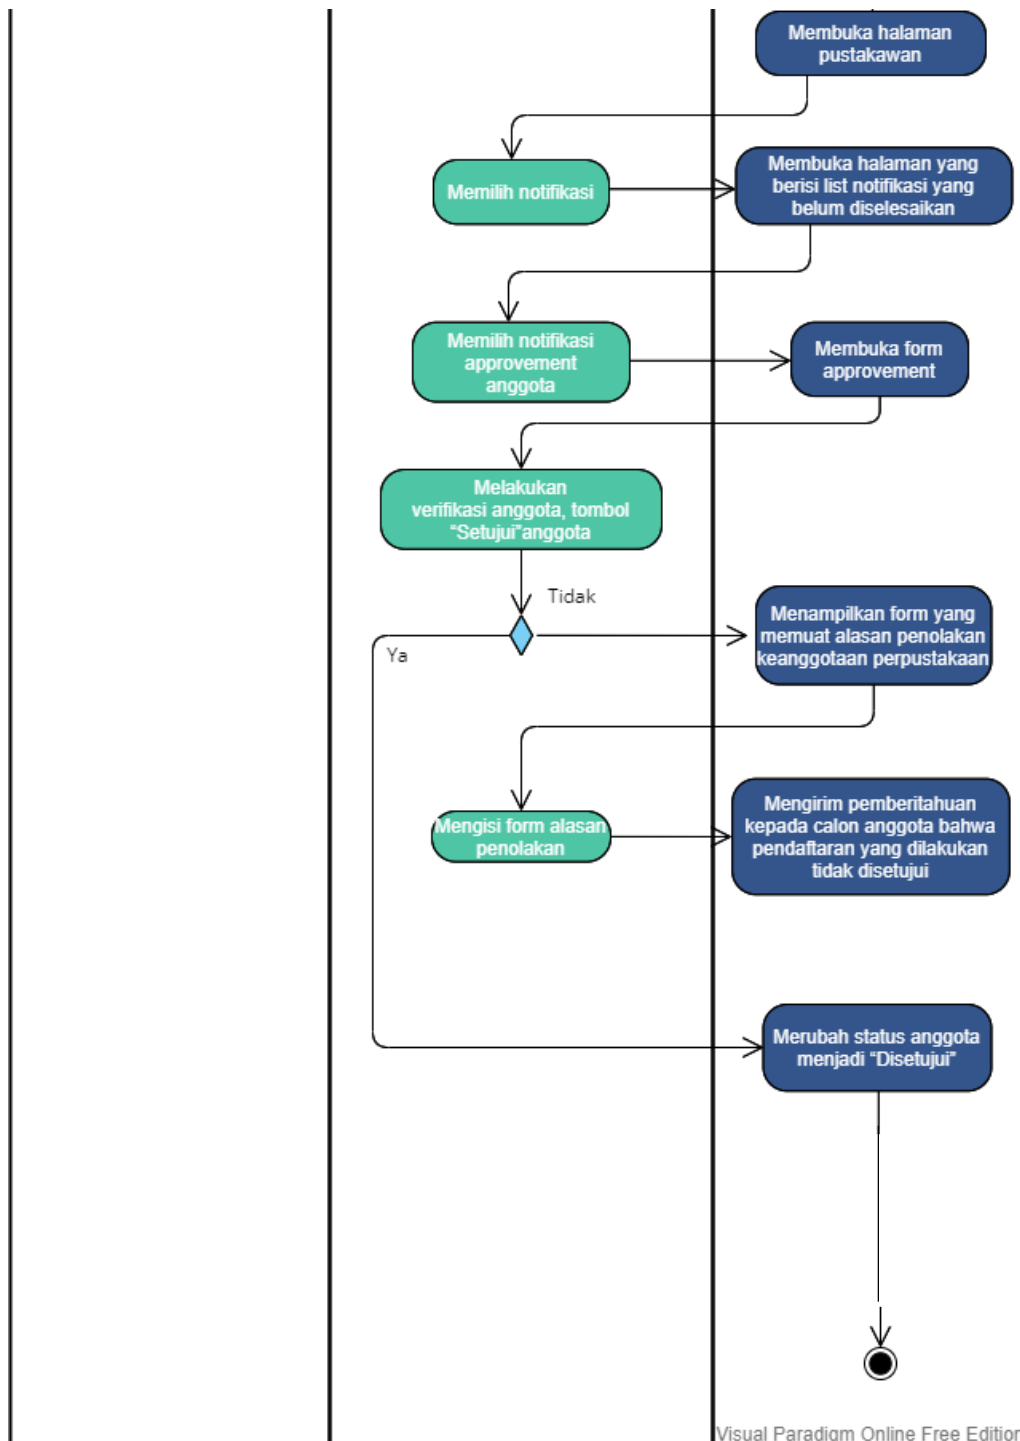 Membuka halaman
pustakawan
Memilih notifikasi
Membuka halaman yang
berisi list notifikasi yang
belum diselesaikan
Memilih notifikasi
approvement
anggota
Membuka form
approvement
Melakukan
verifikasi anggota, tombol
“Setujui”anggota
Tidak
Ya
Menampilkan form yang
memuat alasan penolakan
keanggotaan perpustakaan
Mengisi form alasan
penolakan
Mengirim pemberitahuan
kepada calon anggota bahwa
pendaftaran yang dilakukan
tidak disetujui
Merubah status anggota
menjadi “Disetujui”
Visual Paradigm Online Free Edition